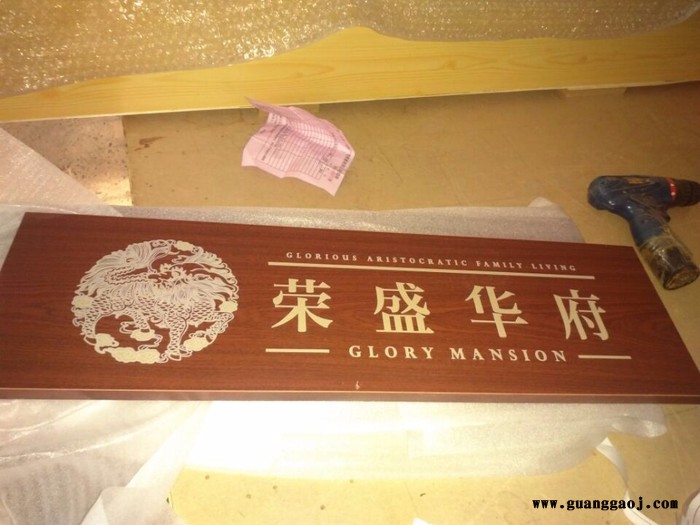 GLORIOUS ARISTOCRATIC FAMILY LIVING
荣盛华府
GLORY MANSION
www.guanggaoj.com